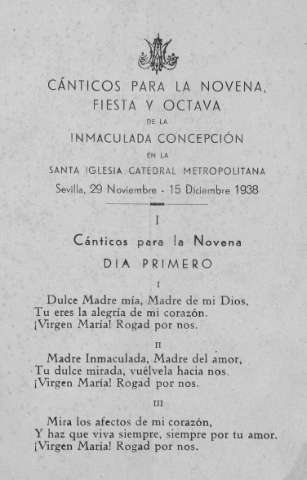 CÁNTICOS PARA LA NOVENA,
FIESTA Y OCTAVA
DE LA
INMACULADA CONCEPCIÓN
EN LA
SANTA IGLESIA CATEDRAL METROPOLITANA
Sevilla, 29 Noviembre - 15 Diciembre 1938
I
Cánticos para la Novena
DIA PRIMERO
I
Dulce Madre mía, Madre de mi Dios,
Tu eres la alegría de mi corazón.
¡Virgen María! Rogad por nos.
II
Madre Inmaculada, Madre del amor,
Tu dulce mirada, vuélvela hacia nos.
¡Virgen María! Rogad por nos.
III
Mira los afectos de mi corazón,
Y haz que viva siempre, siempre por tu amor.
¡Virgen María! Rogad por nos.